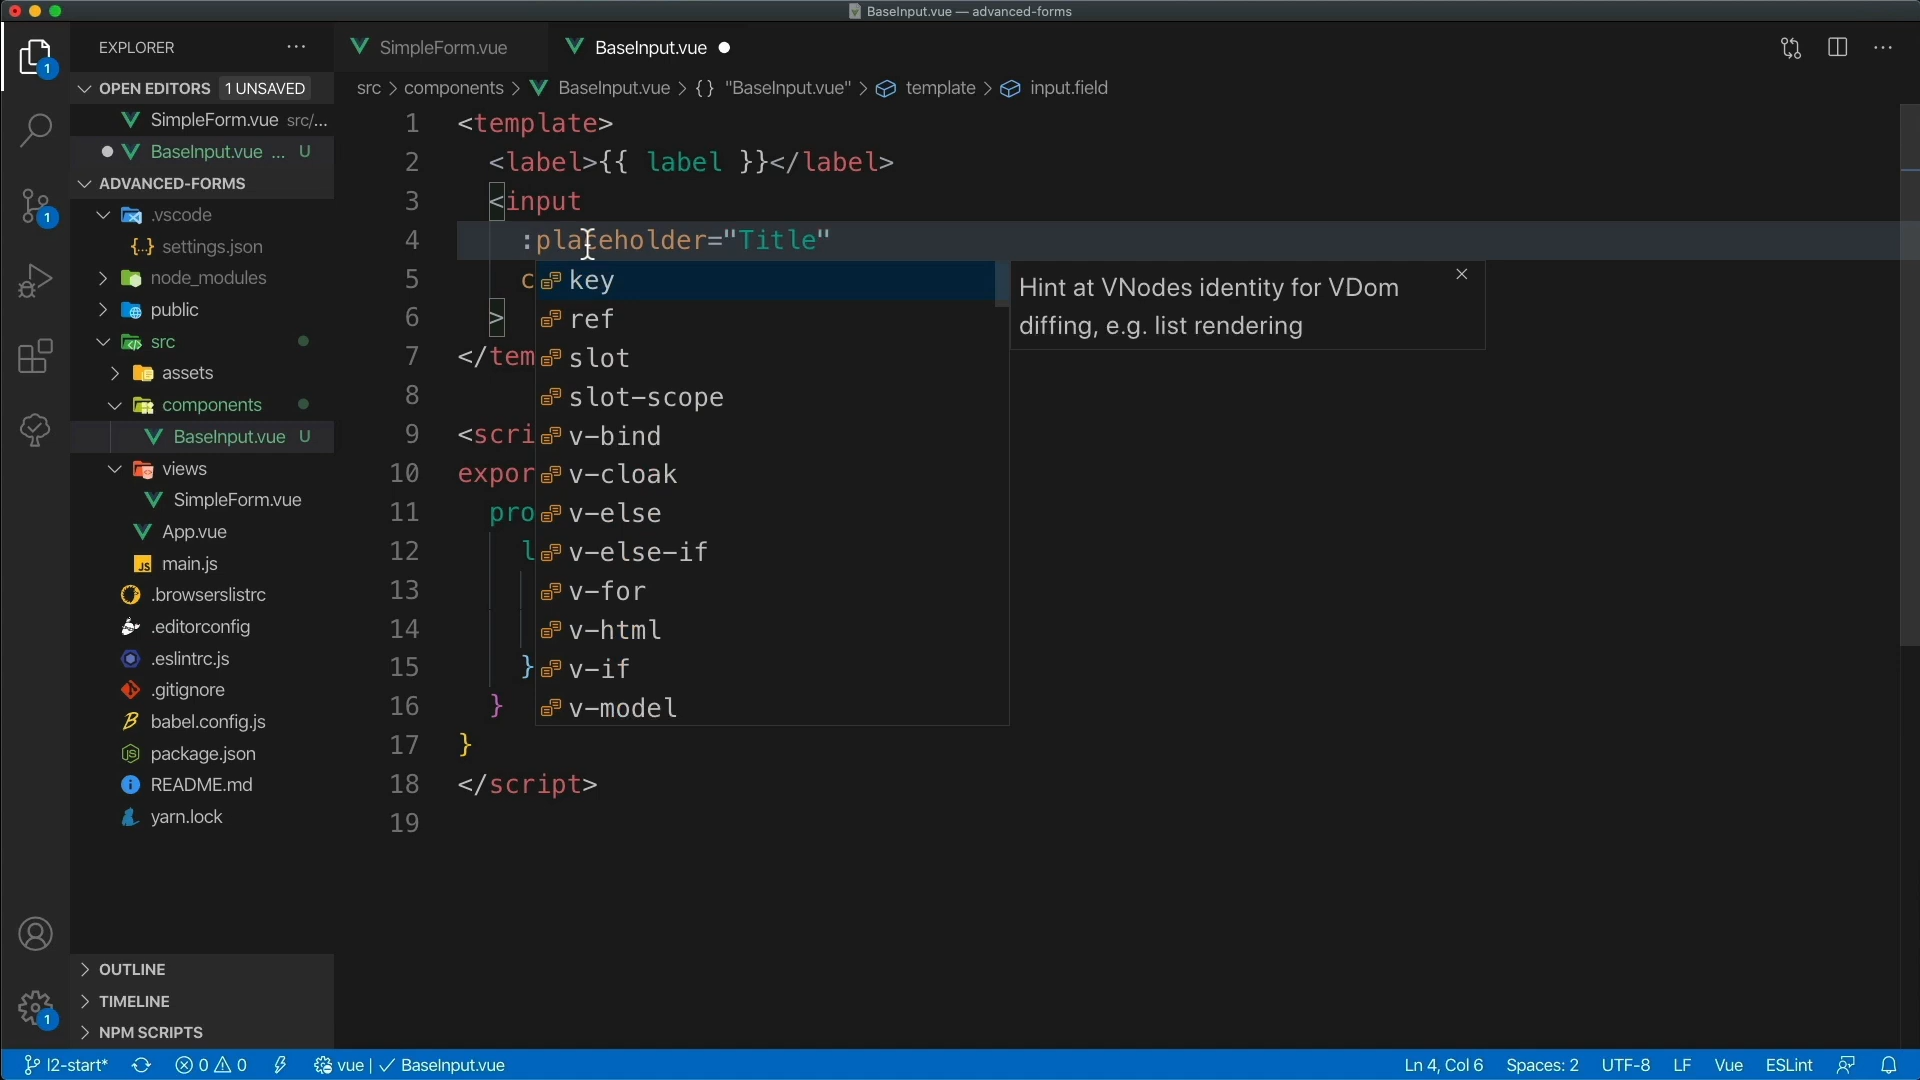 BaseInput.vue — advanced-forms
EXPLORER
SimpleForm.vue
BaseInput.vue
OPEN EDITORS 1 UNSAVED
SimpleForm.vue src/...
BaseInput.vue ... U
ADVANCED-FORMS
.vscode
settings.json
node_modules
public
src
assets
components
BaseInput.vue U
views
SimpleForm.vue
App.vue
main.js
.browserslistrc
.editorconfig
.eslintrc.js
.gitignore
babel.config.js
package.json
README.md
yarn.lock
OUTLINE
TIMELINE
NPM SCRIPTS
1
1
1
src > components > BaseInput.vue > {} "BaseInput.vue" > template > input.field
1 <template>
2 <label>{{ label }}</label>
3 <input
4 :placeholder="Title"
5 c
6 >
7 </tem
8
9 <scri
10 expor
11 pro
12 l
13
14
15 }
16 }
17 }
18 </script>
19
key
ref
slot
slot-scope
v-bind
v-cloak
v-else
v-else-if
v-for
v-html
v-if
v-model
Hint at VNodes identity for VDom
diffing, e.g. list rendering
l2-start* 0 0 vue | BaseInput.vue Ln 4, Col 6 Spaces: 2 UTF-8 LF Vue ESLint